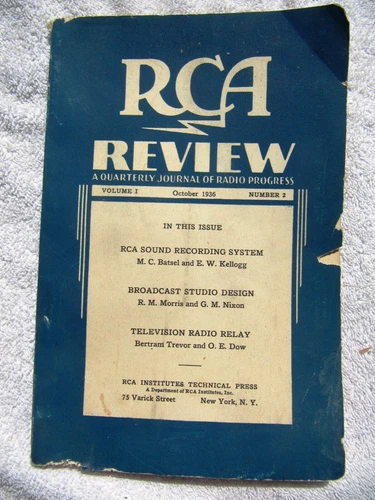 RCA
REVIEW
A QUARTERLY JOURNAL OF RADIO PROGRESS
VOLUME I October 1936 NUMBER 2
IN THIS ISSUE
RCA SOUND RECORDING SYSTEM
M. C. Batsel and E. W. Kellogg
BROADCAST STUDIO DESIGN
R. M. Morris and G. M. Nixon
TELEVISION RADIO RELAY
Bertram Trevor and O. E. Dow
RCA INSTITUTES TECHNICAL PRESS
A Department of RCA Institutes, Inc.
75 Varick Street New York, N. Y.